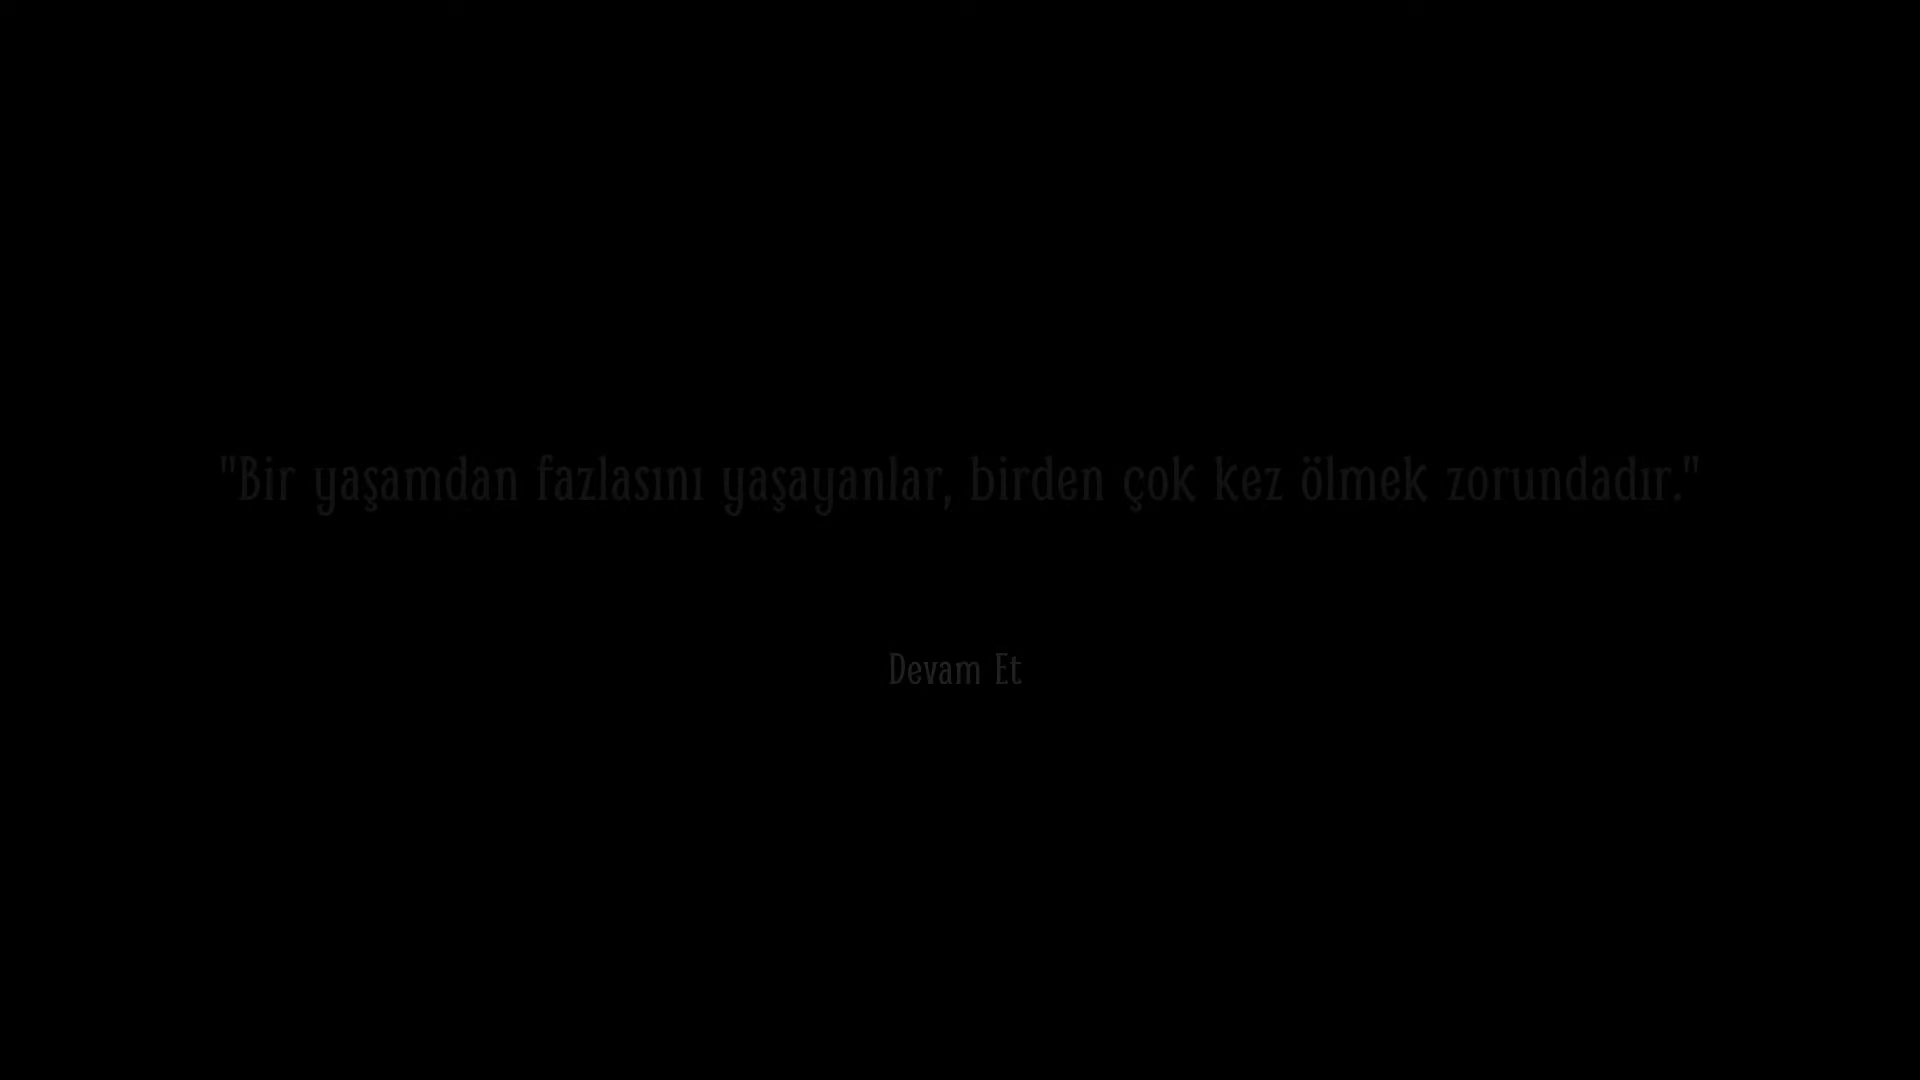 "Bir yaşamdan fazlasını yaşayanlar, birden çok kez ölmek zorundadır."
Devam Et